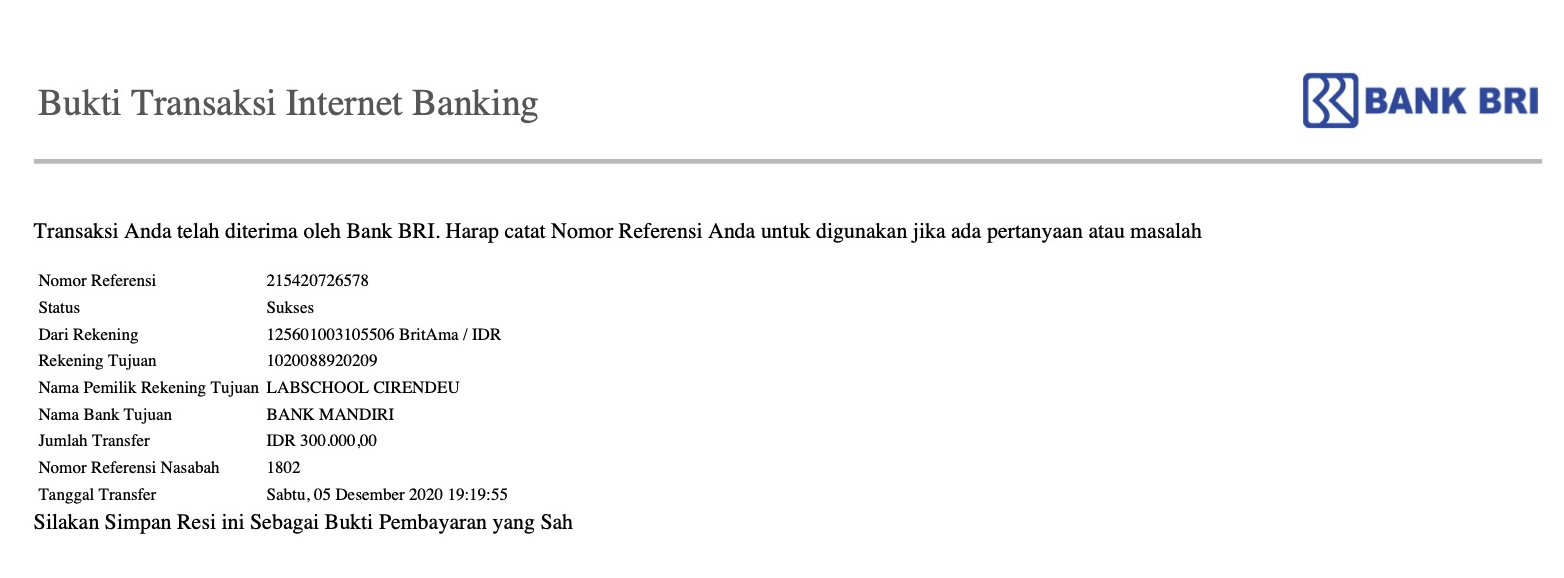 Bukti Transaksi Internet Banking
BANK BRI
Transaksi Anda telah diterima oleh Bank BRI. Harap catat Nomor Referensi Anda untuk digunakan jika ada pertanyaan atau masalah
Nomor Referensi 215420726578
Status Sukses
Dari Rekening 125601003105506 BritAma / IDR
Rekening Tujuan 1020088920209
Nama Pemilik Rekening Tujuan LABSCHOOL CIRENDEU
Nama Bank Tujuan BANK MANDIRI
Jumlah Transfer IDR 300.000,00
Nomor Referensi Nasabah 1802
Tanggal Transfer Sabtu, 05 Desember 2020 19:19:55
Silakan Simpan Resi ini Sebagai Bukti Pembayaran yang Sah